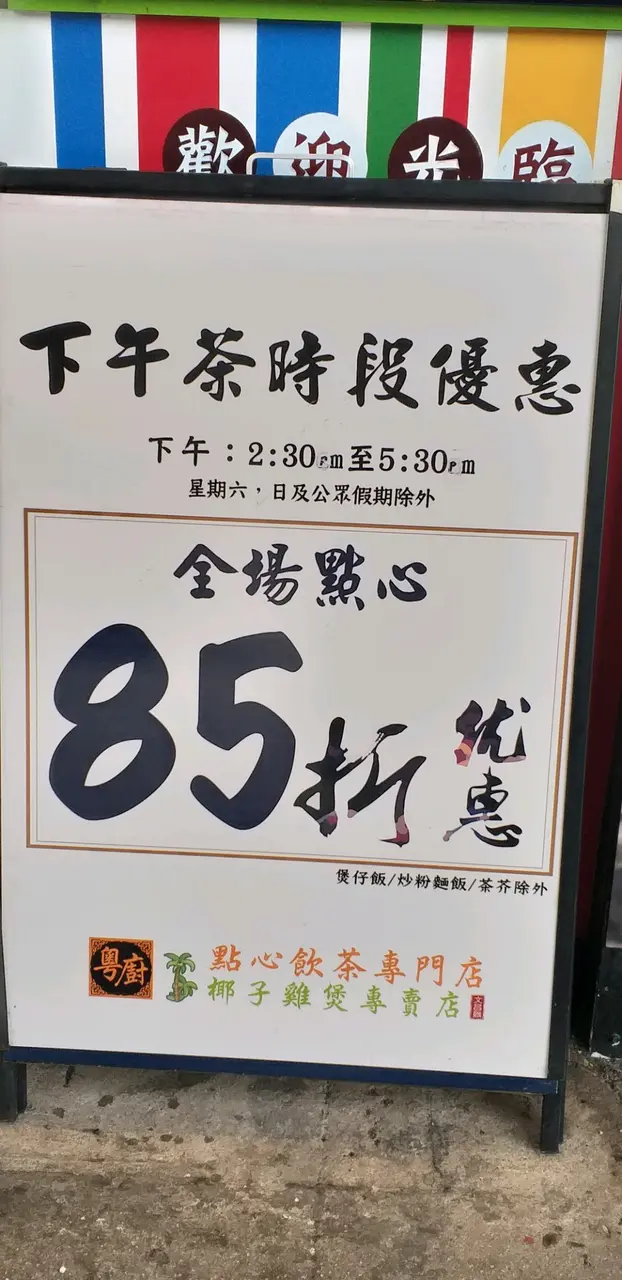 歡迎光臨
下午茶時段優惠
下午：2:30pm至5:30pm
星期六，日及公眾假期除外
全場點心
85折
优惠
煲仔飯/炒粉麵飯/茶芥除外
粵廚
點心飲茶專門店
椰子雞煲專賣店